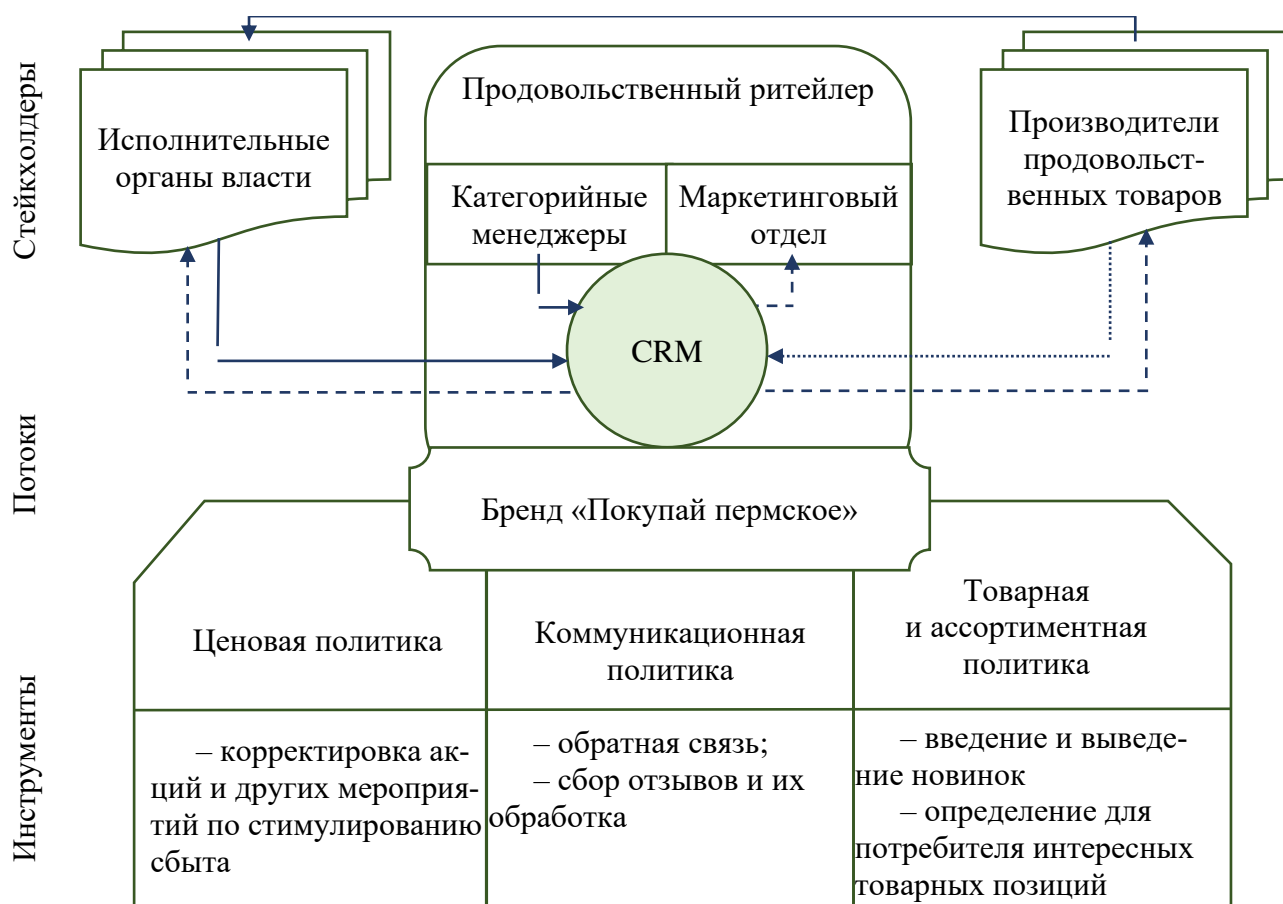 Стейкхолдеры
Потоки
Инструменты
Исполнительные
органы власти
Продовольственный ритейлер
Категорийные
менеджеры
Маркетинговый
отдел
Производители
продовольст-
венных товаров
CRM
Бренд «Покупай пермское»
Ценовая политика
Коммуникационная
политика
Товарная
и ассортиментная
политика
– корректировка ак-
ций и других мероприя-
тий по стимулированию
сбыта
– обратная связь;
– сбор отзывов и их
обработка
– введение и выведе-
ние новинок
– определение для
потребителя интересных
товарных позиций